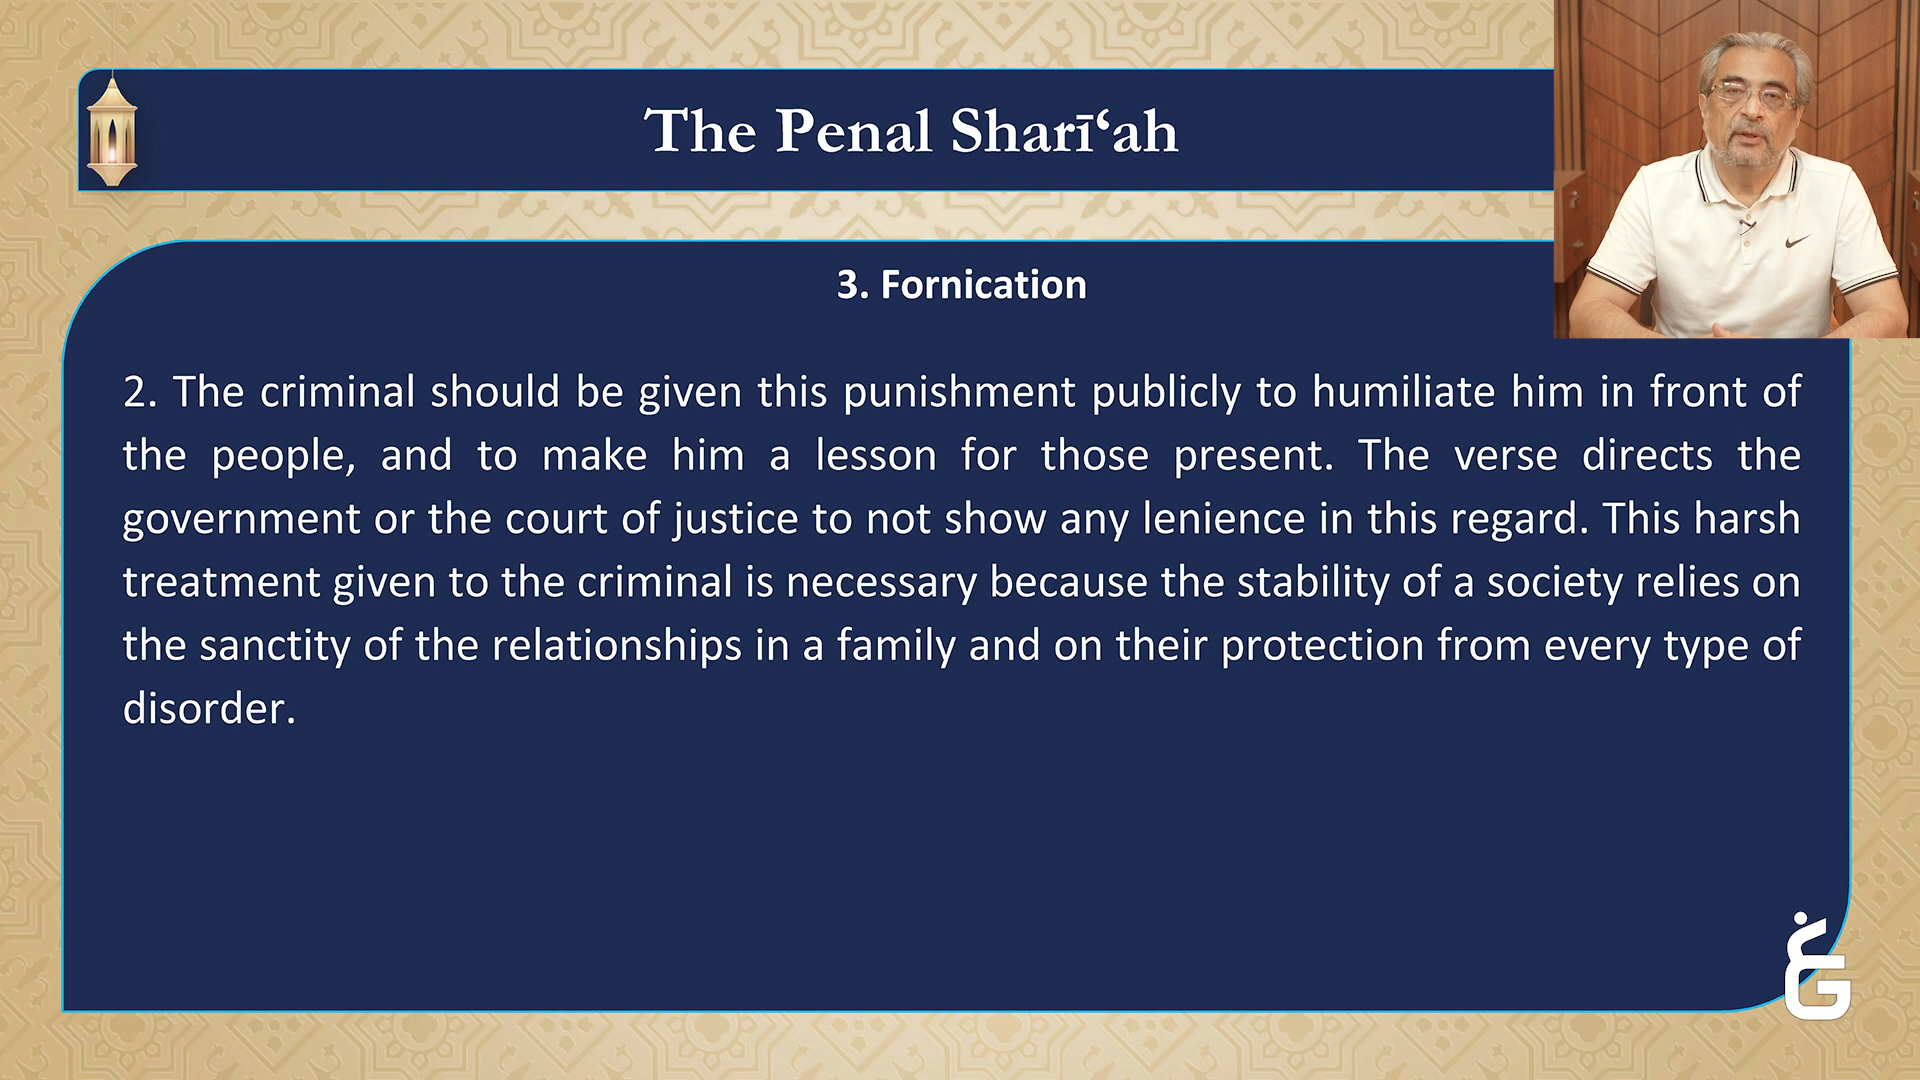 The Penal Sharī‘ah
3. Fornication
2. The criminal should be given this punishment publicly to humiliate him in front of
the people, and to make him a lesson for those present. The verse directs the
government or the court of justice to not show any lenience in this regard. This harsh
treatment given to the criminal is necessary because the stability of a society relies on
the sanctity of the relationships in a family and on their protection from every type of
disorder.
غ
G